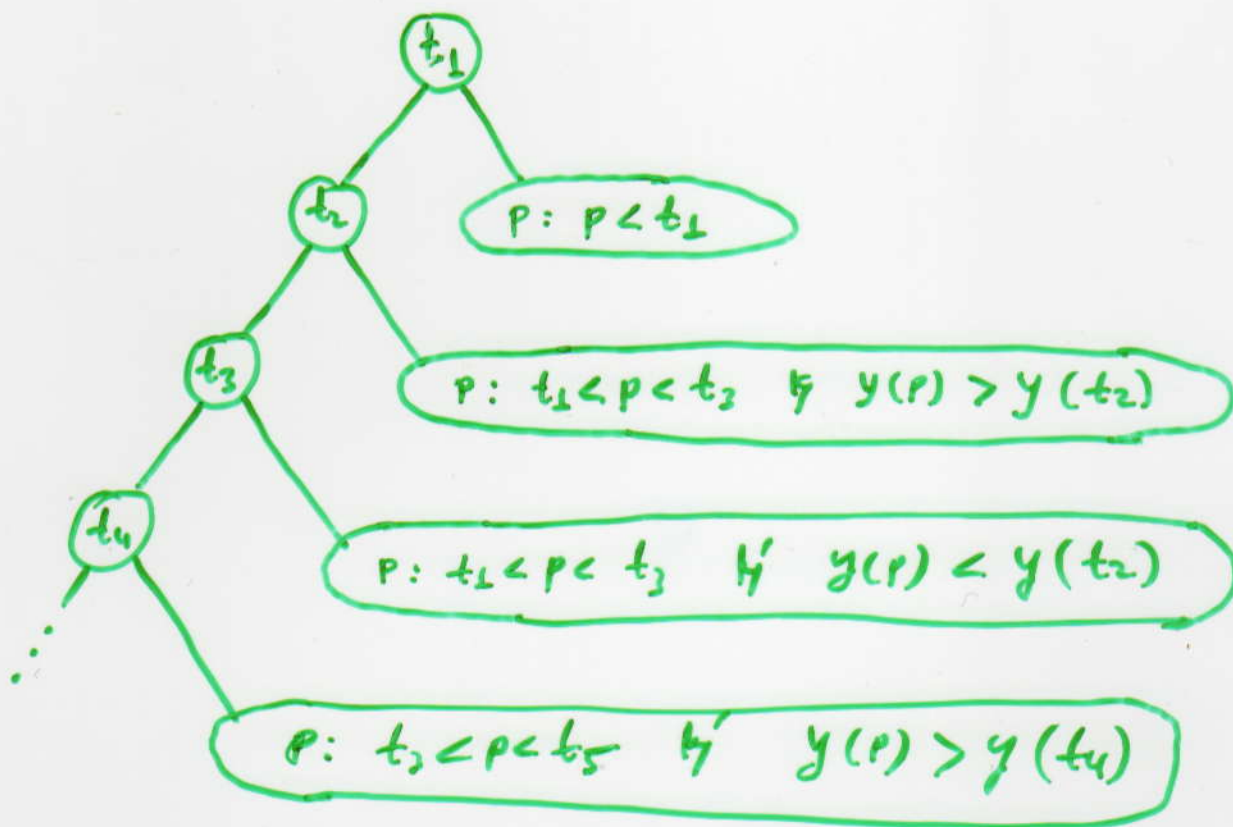 t₁
t₂
p: p < t₁
t₃
p: t₁ < p < t₃ ϗ y(p) > y(t₂)
t₄
p: t₁ < p < t₃ ϗ y(p) < y(t₂)
p: t₃ < p < t₅ ϗ y(p) > y(t₄)